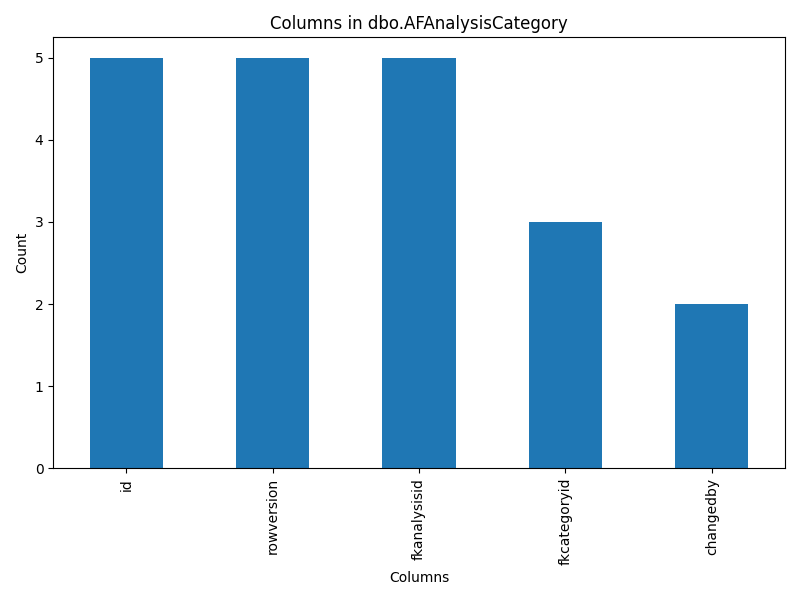 Columns in dbo.AFAnalysisCategory
Count
5
4
3
2
1
0
id
rowversion
fkanalysisid
fkcategoryid
changedby
Columns